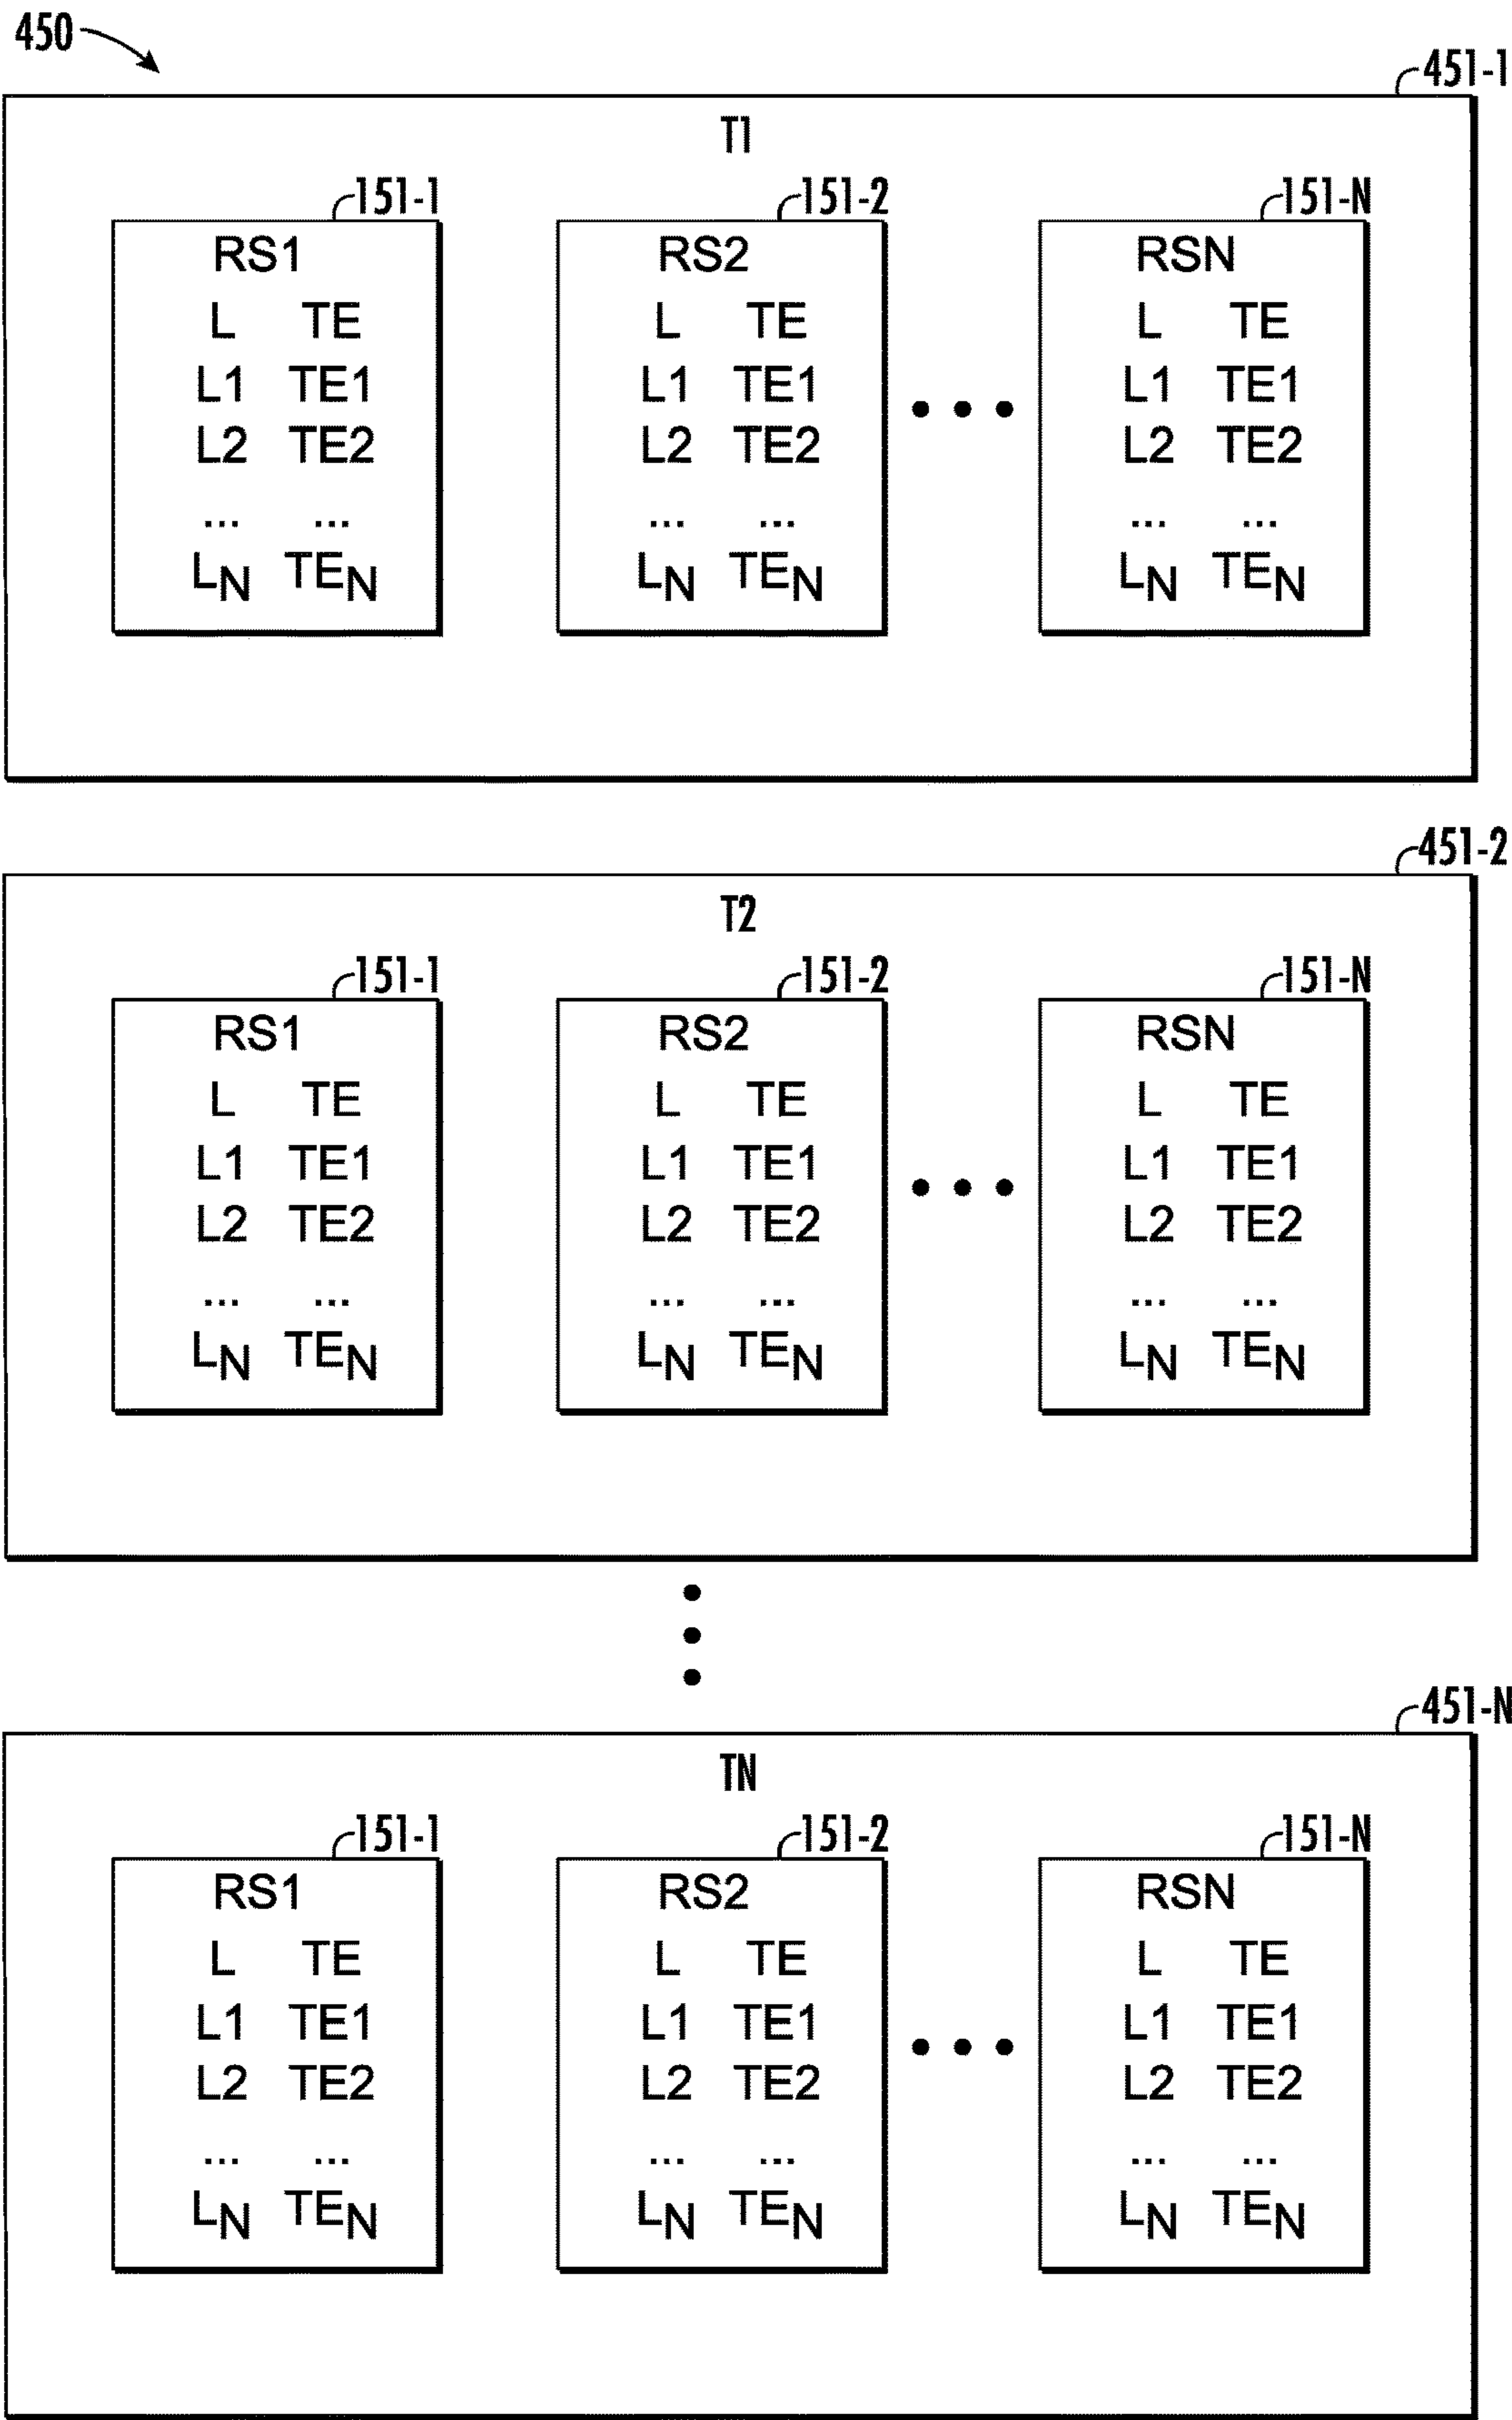 450
451-1
T1
151-1 151-2 151-N
RS1 RS2 RSN
L TE L TE L TE
L1 TE1 L1 TE1 L1 TE1
L2 TE2 L2 TE2 L2 TE2
... ... ... ... ... ...
LN TEN LN TEN LN TEN
451-2
T2
151-1 151-2 151-N
RS1 RS2 RSN
L TE L TE L TE
L1 TE1 L1 TE1 L1 TE1
L2 TE2 L2 TE2 L2 TE2
... ... ... ... ... ...
LN TEN LN TEN LN TEN
451-N
TN
151-1 151-2 151-N
RS1 RS2 RSN
L TE L TE L TE
L1 TE1 L1 TE1 L1 TE1
L2 TE2 L2 TE2 L2 TE2
... ... ... ... ... ...
LN TEN LN TEN LN TEN